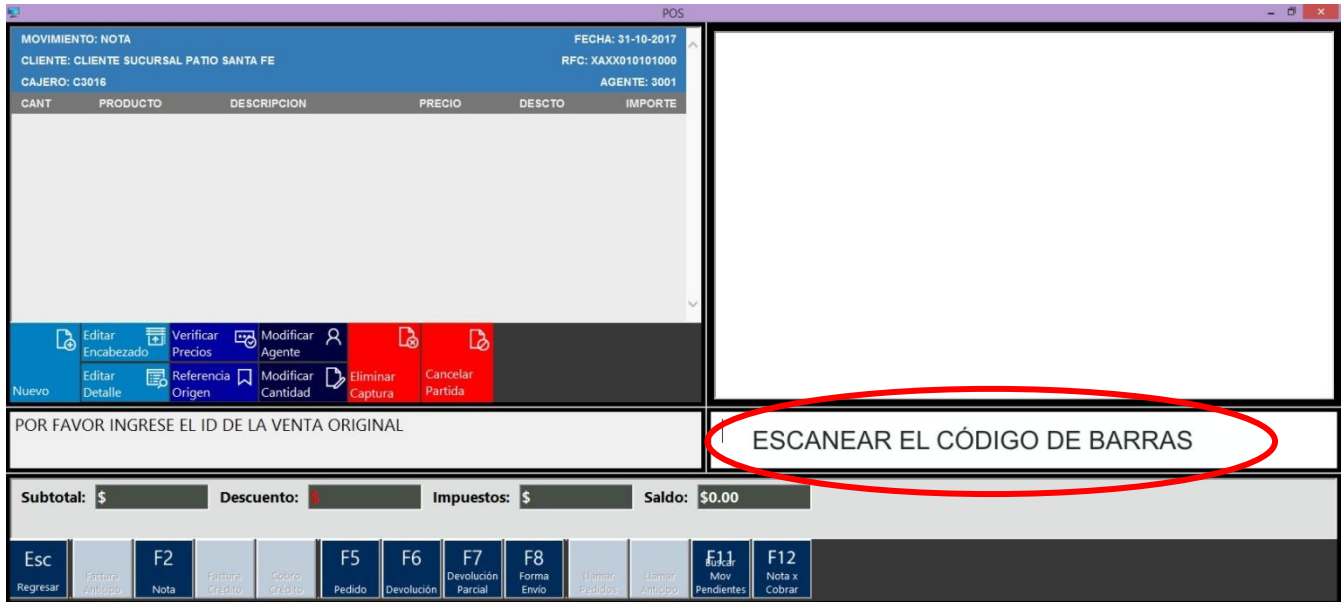 POS
MOVIMIENTO: NOTA FECHA: 31-10-2017
CLIENTE: CLIENTE SUCURSAL PATIO SANTA FE RFC: XAXX010101000
CAJERO: C3016 AGENTE: 3001
CANT PRODUCTO DESCRIPCION PRECIO DESCTO IMPORTE
Nuevo
Editar
Encabezado
Verificar
Precios
Modificar
Agente
Editar
Detalle
Referencia
Origen
Modificar
Cantidad
Eliminar
Captura
Cancelar
Partida
POR FAVOR INGRESE EL ID DE LA VENTA ORIGINAL
ESCANEAR EL CÓDIGO DE BARRAS
Subtotal: $ Descuento: $ Impuestos: $ Saldo: $0.00
Esc
Regresar
Factura
Anticipo
F2
Nota
Factura
Crédito
Cobro
Crédito
F5
Pedido
F6
Devolución
F7
Devolución
Parcial
F8
Forma
Envío
Llamar
Pedidos
Llamar
Anticipo
F11
Buscar
Mov
Pendientes
F12
Nota x
Cobrar